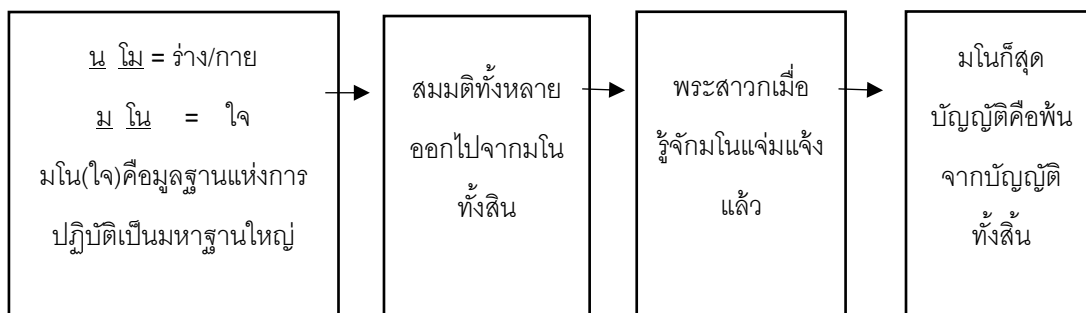 น โม = ร่าง/กาย
ม โน = ใจ
มโน(ใจ)คือมูลฐานแห่งการ
ปฏิบัติเป็นมหาฐานใหญ่
สมมติทั้งหลาย
ออกไปจากมโน
ทั้งสิน
พระสาวกเมื่อ
รู้จักมโนแจ่มแจ้ง
แล้ว
มโนก็สุด
บัญญัติคือพ้น
จากบัญญัติ
ทั้งสิ้น